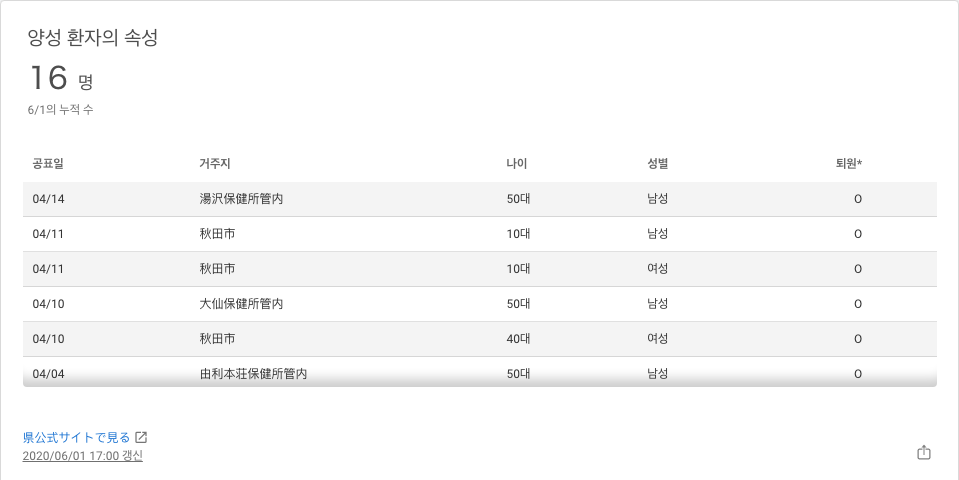 양성 환자의 속성
16 명
6/1의 누적 수
공표일 거주지 나이 성별 퇴원*
04/14 湯沢保健所管内 50대 남성 O
04/11 秋田市 10대 남성 O
04/11 秋田市 10대 여성 O
04/10 大仙保健所管内 50대 남성 O
04/10 秋田市 40대 여성 O
04/04 由利本荘保健所管内 50대 남성 O
県公式サイトで見る
2020/06/01 17:00 갱신